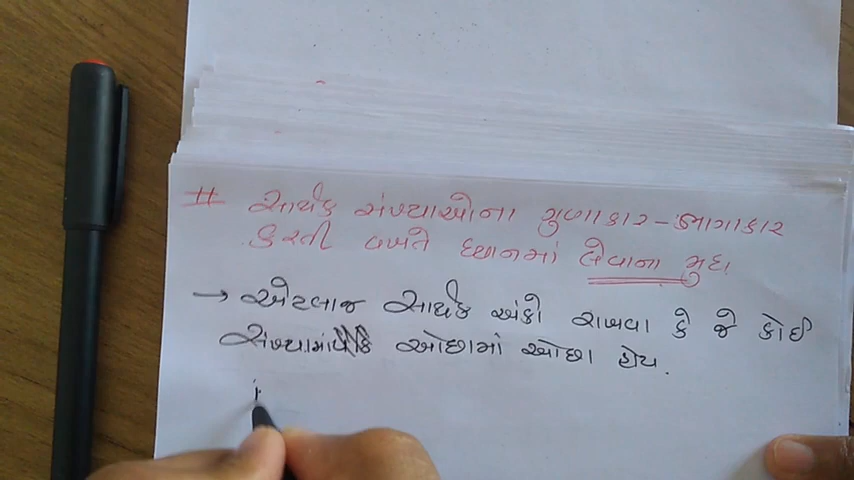 # સાર્થક સંખ્યાઓના ગુણાકાર-ભાગાકાર
કરતી વખતે ધ્યાનમાં લેવાના મુદ્દા
→ એટલાજ સાર્થક અંકો રાખવા કે જે કોઈ
સંખ્યામાં ઓછામાં ઓછા હોય.